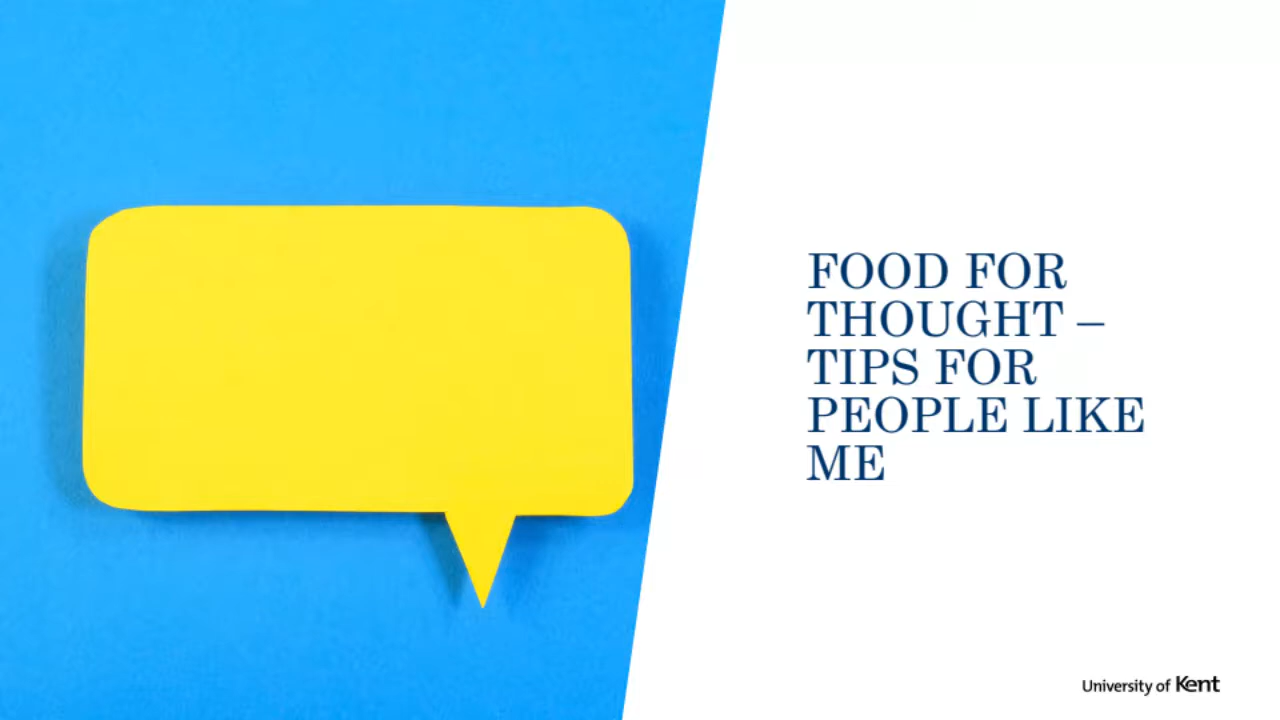 FOOD FOR
THOUGHT –
TIPS FOR
PEOPLE LIKE
ME
University of Kent